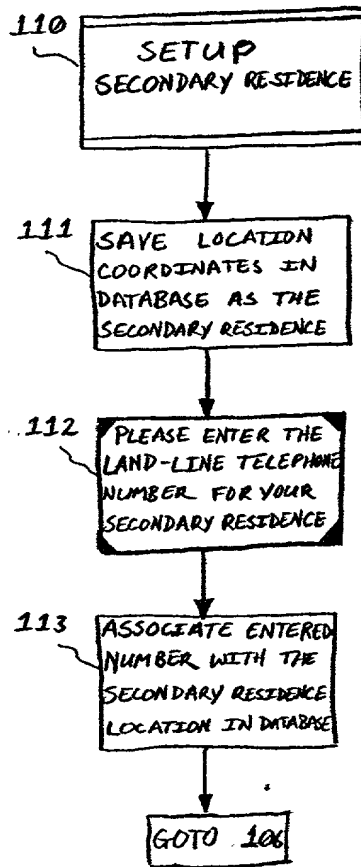 110
SETUP
SECONDARY RESIDENCE
111
SAVE LOCATION
COORDINATES IN
DATABASE AS THE
SECONDARY RESIDENCE
112
PLEASE ENTER THE
LAND-LINE TELEPHONE
NUMBER FOR YOUR
SECONDARY RESIDENCE
113
ASSOCIATE ENTERED
NUMBER WITH THE
SECONDARY RESIDENCE
LOCATION IN DATABASE
GOTO 106